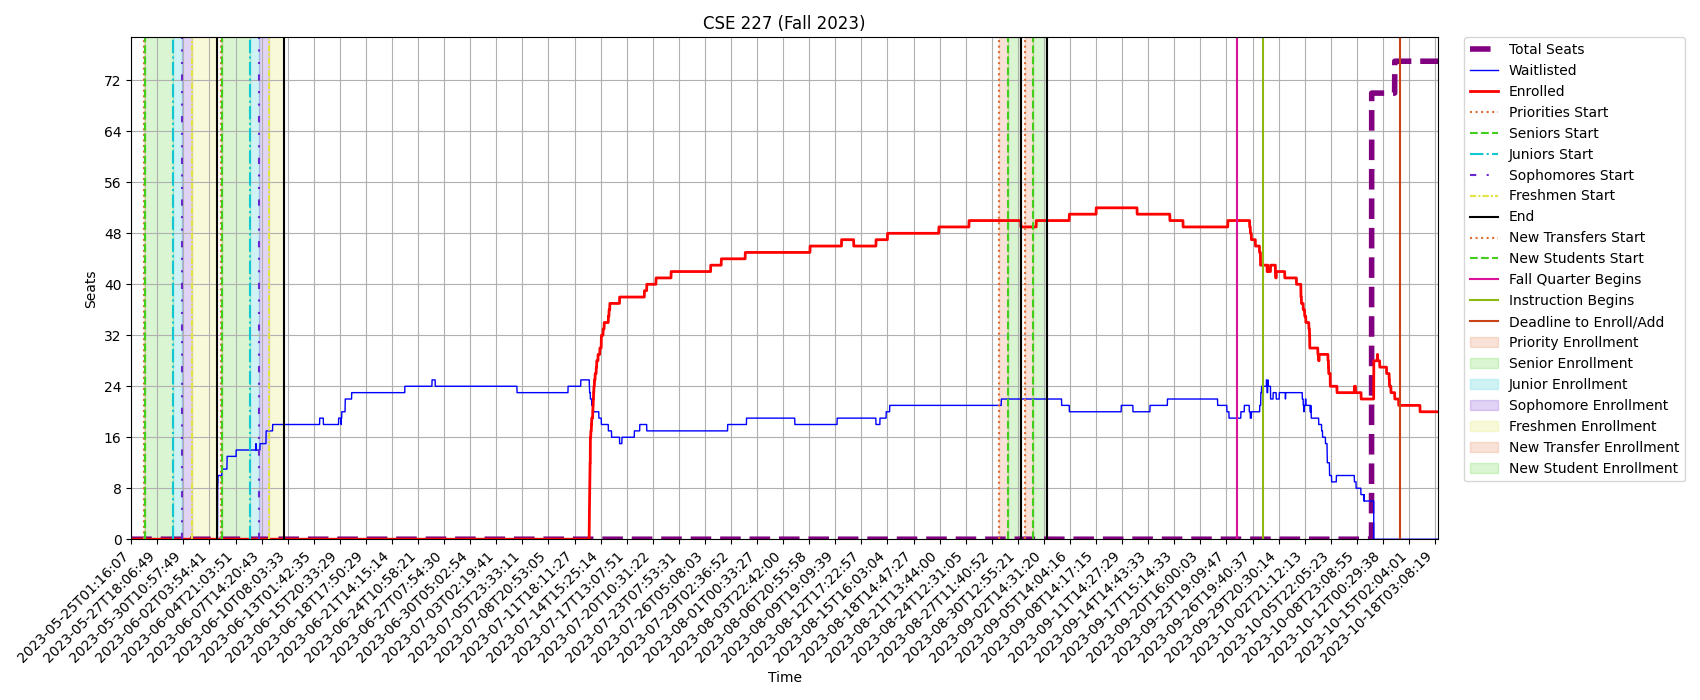 CSE 227 (Fall 2023)
Seats
72
64
56
48
40
32
24
16
8
0
2023-05-25T01:16:07
2023-05-27T18:06:49
2023-05-30T10:57:49
2023-06-02T03:54:41
2023-06-04T21:03:51
2023-06-07T14:20:43
2023-06-10T08:03:33
2023-06-13T01:42:35
2023-06-15T20:33:29
2023-06-18T17:50:29
2023-06-21T14:15:14
2023-06-24T10:58:21
2023-06-27T07:54:30
2023-06-30T05:02:54
2023-07-03T02:19:41
2023-07-05T23:33:11
2023-07-08T20:53:05
2023-07-11T18:11:27
2023-07-14T15:25:14
2023-07-17T13:07:51
2023-07-20T10:31:22
2023-07-23T07:53:31
2023-07-26T05:08:03
2023-07-29T02:36:52
2023-08-01T00:33:27
2023-08-03T22:42:00
2023-08-06T20:55:58
2023-08-09T19:09:39
2023-08-12T17:22:57
2023-08-15T16:03:04
2023-08-18T14:47:27
2023-08-21T13:44:00
2023-08-24T12:31:05
2023-08-27T11:40:52
2023-08-30T12:55:21
2023-09-02T14:31:20
2023-09-05T14:04:16
2023-09-08T14:17:15
2023-09-11T14:27:29
2023-09-14T14:43:33
2023-09-17T15:14:33
2023-09-20T16:00:03
2023-09-23T19:09:47
2023-09-26T19:40:37
2023-09-29T20:30:14
2023-10-02T21:12:13
2023-10-05T22:05:23
2023-10-08T23:08:55
2023-10-12T00:29:38
2023-10-15T02:04:01
2023-10-18T03:08:19
Time
Total Seats
Waitlisted
Enrolled
Priorities Start
Seniors Start
Juniors Start
Sophomores Start
Freshmen Start
End
New Transfers Start
New Students Start
Fall Quarter Begins
Instruction Begins
Deadline to Enroll/Add
Priority Enrollment
Senior Enrollment
Junior Enrollment
Sophomore Enrollment
Freshmen Enrollment
New Transfer Enrollment
New Student Enrollment